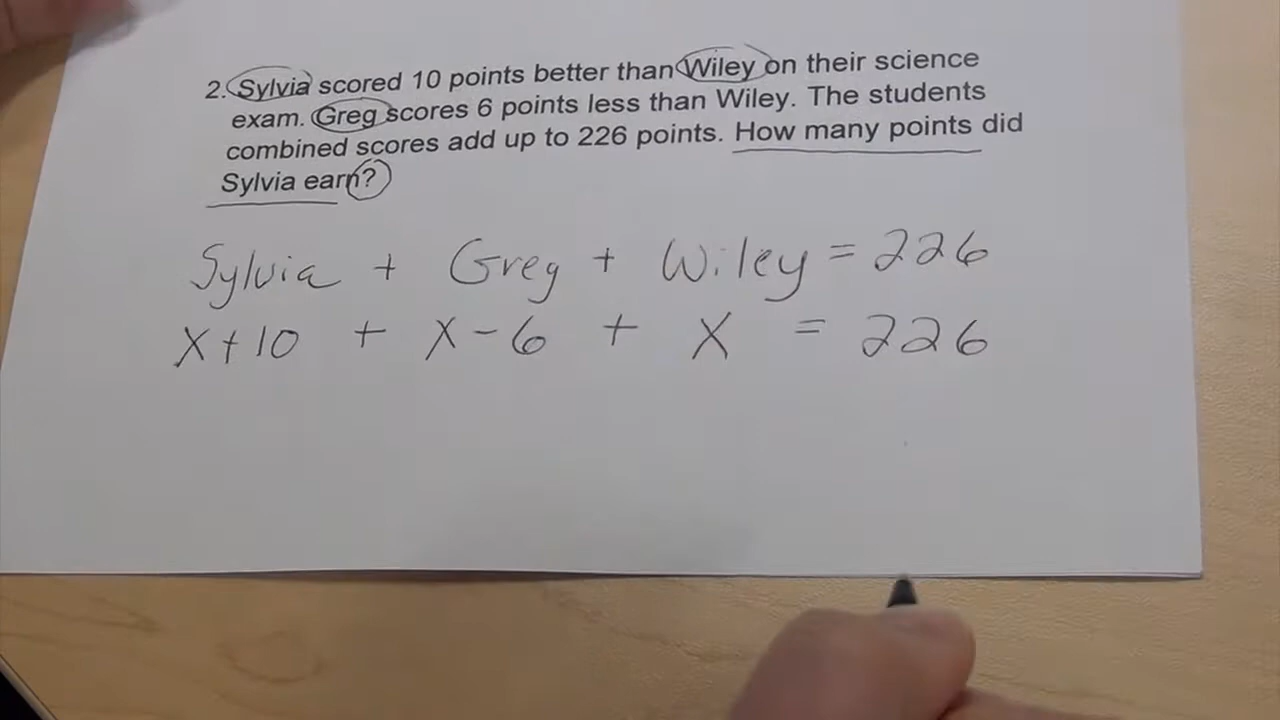 2. Sylvia scored 10 points better than Wiley on their science
exam. Greg scores 6 points less than Wiley. The students
combined scores add up to 226 points. How many points did
Sylvia earn?
Sylvia + Greg + Wiley = 226
x+10 + x-6 + x = 226